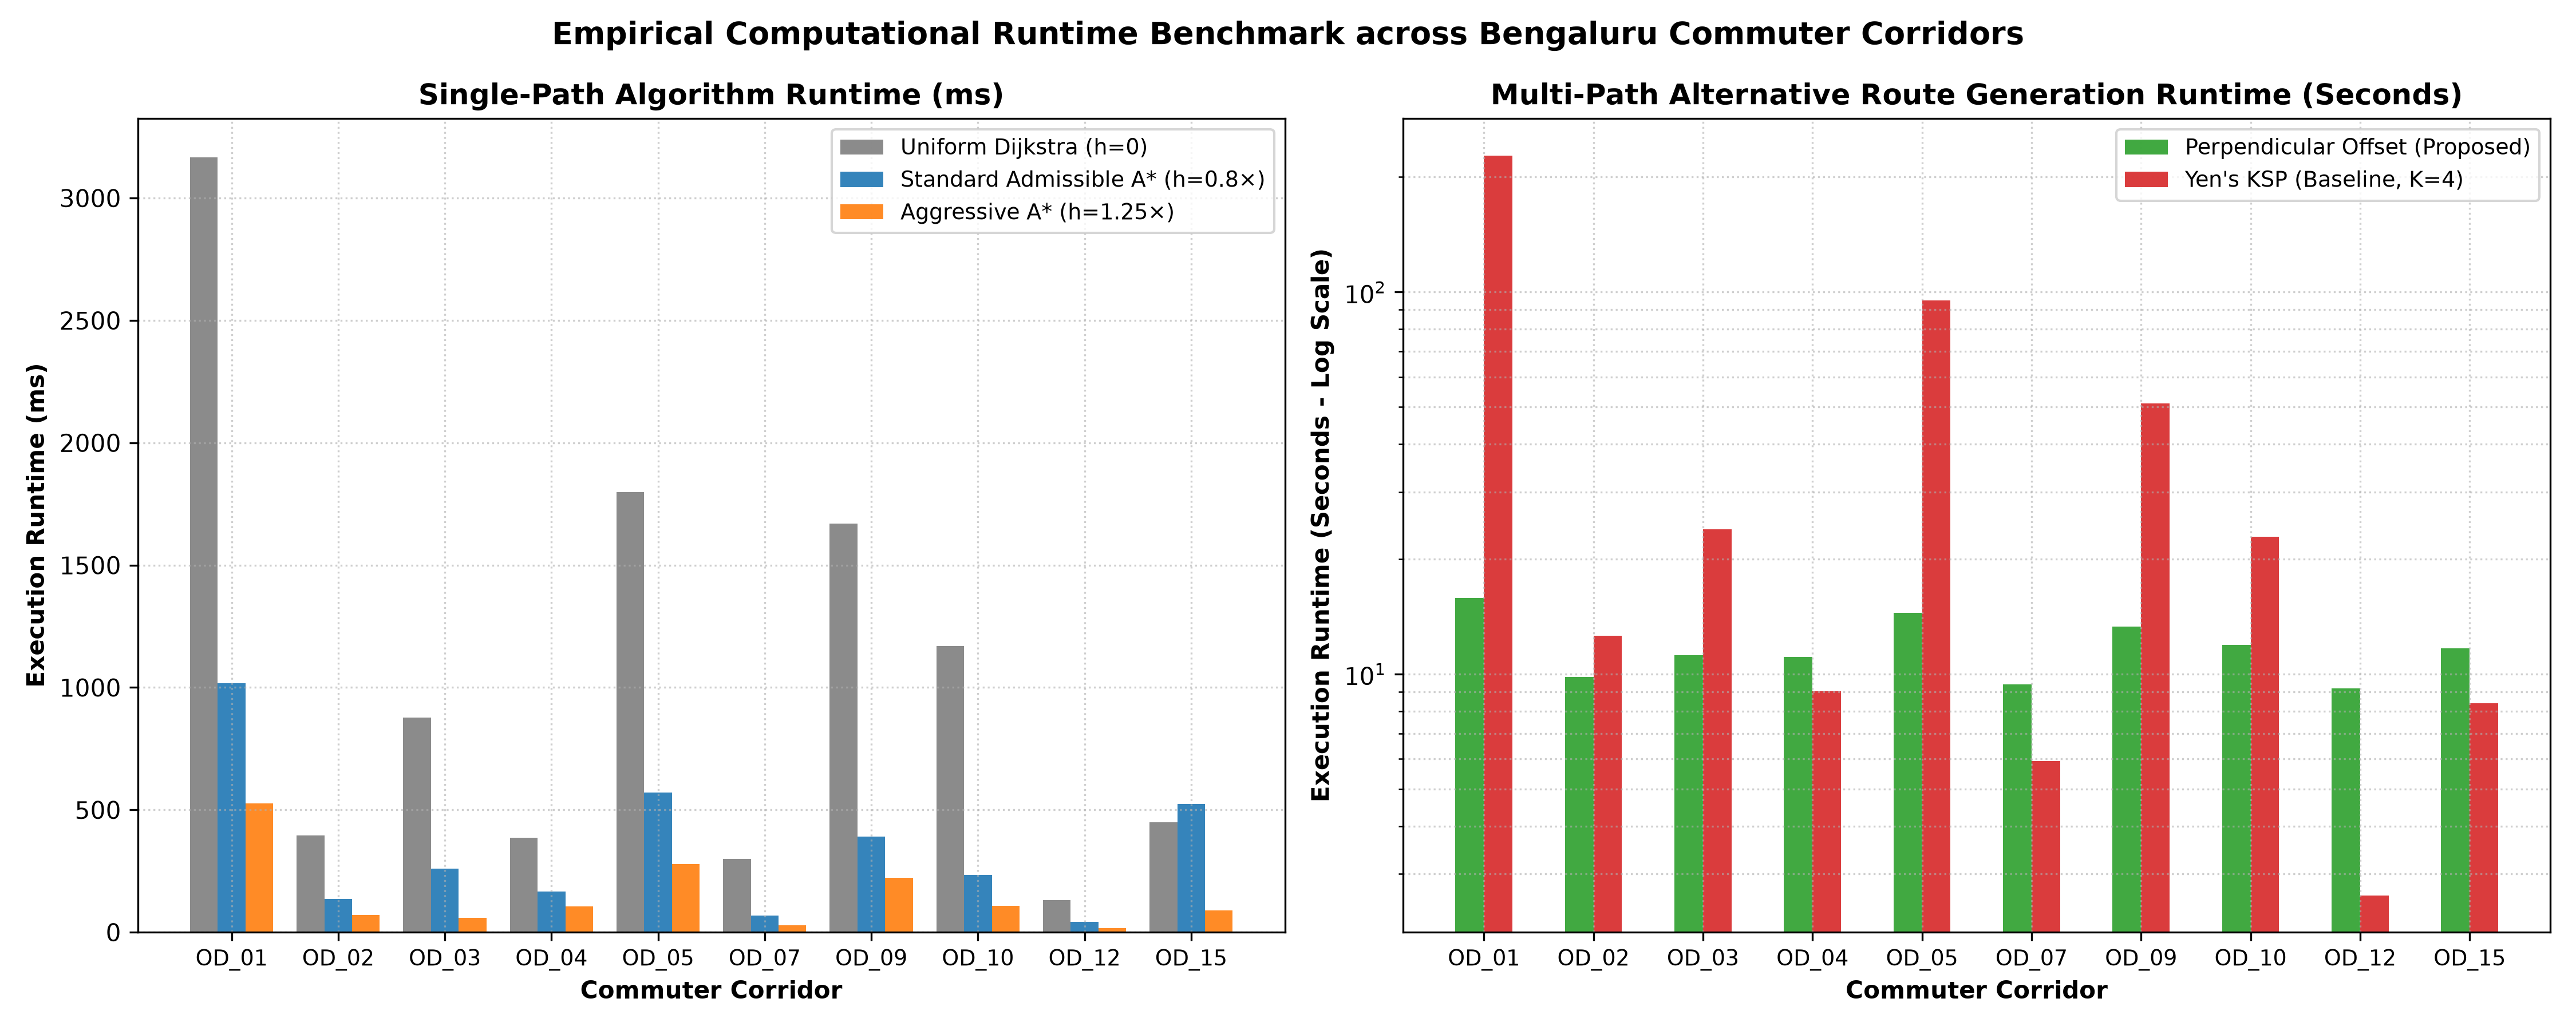 Empirical Computational Runtime Benchmark across Bengaluru Commuter Corridors
Single-Path Algorithm Runtime (ms)
Execution Runtime (ms)
3000
2500
2000
1500
1000
500
0
Uniform Dijkstra (h=0)
Standard Admissible A* (h=0.8×)
Aggressive A* (h=1.25×)
OD_01 OD_02 OD_03 OD_04 OD_05 OD_07 OD_09 OD_10 OD_12 OD_15
Commuter Corridor
Multi-Path Alternative Route Generation Runtime (Seconds)
Execution Runtime (Seconds - Log Scale)
10²
10¹
Perpendicular Offset (Proposed)
Yen's KSP (Baseline, K=4)
OD_01 OD_02 OD_03 OD_04 OD_05 OD_07 OD_09 OD_10 OD_12 OD_15
Commuter Corridor